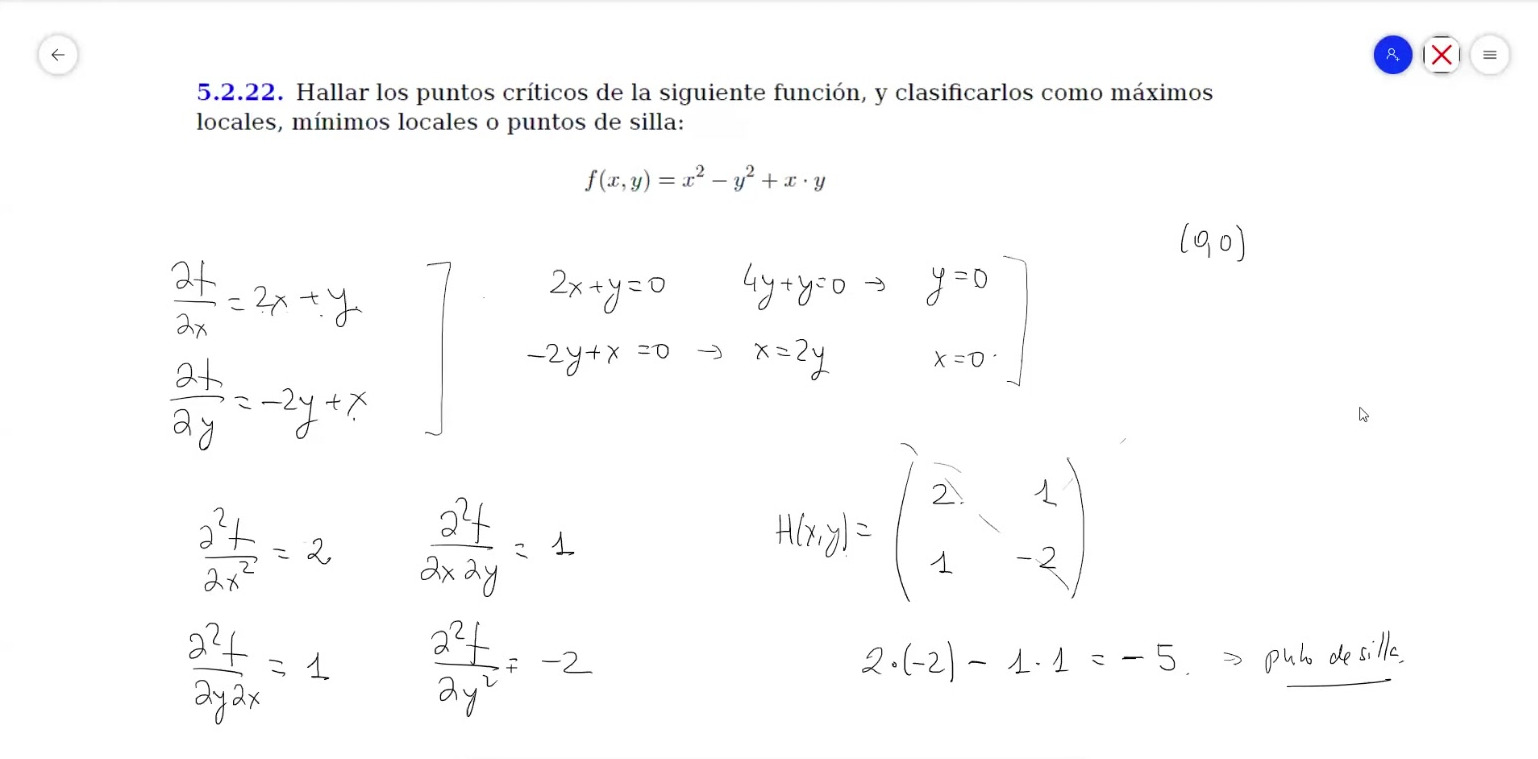 5.2.22. Hallar los puntos críticos de la siguiente función, y clasificarlos como máximos
locales, mínimos locales o puntos de silla:
f(x, y) = x² − y² + x · y
(0,0)
∂f/∂x = 2x + y
∂f/∂y = −2y + x
2x+y=0 4y+y=0 → y=0
−2y+x =0 → x=2y x=0
∂²f/∂x² = 2 ∂²f/∂x∂y = 1
∂²f/∂y∂x = 1 ∂²f/∂y² = −2
H(x,y)= ( 2 1
1 −2 )
2·(−2) − 1·1 = −5 ⇒ puto de silla.